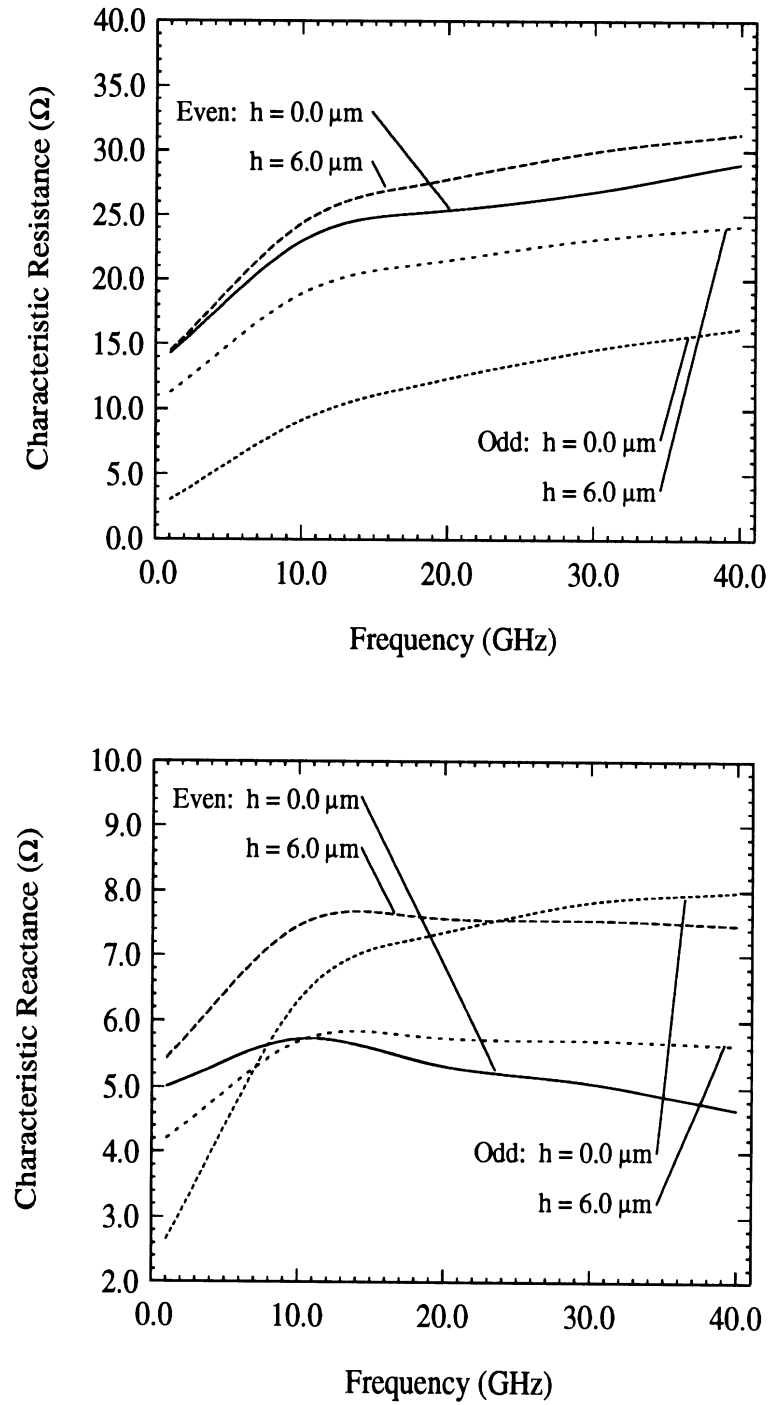 40.0
35.0
30.0
25.0
20.0
15.0
10.0
5.0
0.0
Characteristic Resistance (Ω)
Even: h = 0.0 µm
h = 6.0 µm
Odd: h = 0.0 µm
h = 6.0 µm
0.0 10.0 20.0 30.0 40.0
Frequency (GHz)
10.0
9.0
8.0
7.0
6.0
5.0
4.0
3.0
2.0
Characteristic Reactance (Ω)
Even: h = 0.0 µm
h = 6.0 µm
Odd: h = 0.0 µm
h = 6.0 µm
0.0 10.0 20.0 30.0 40.0
Frequency (GHz)